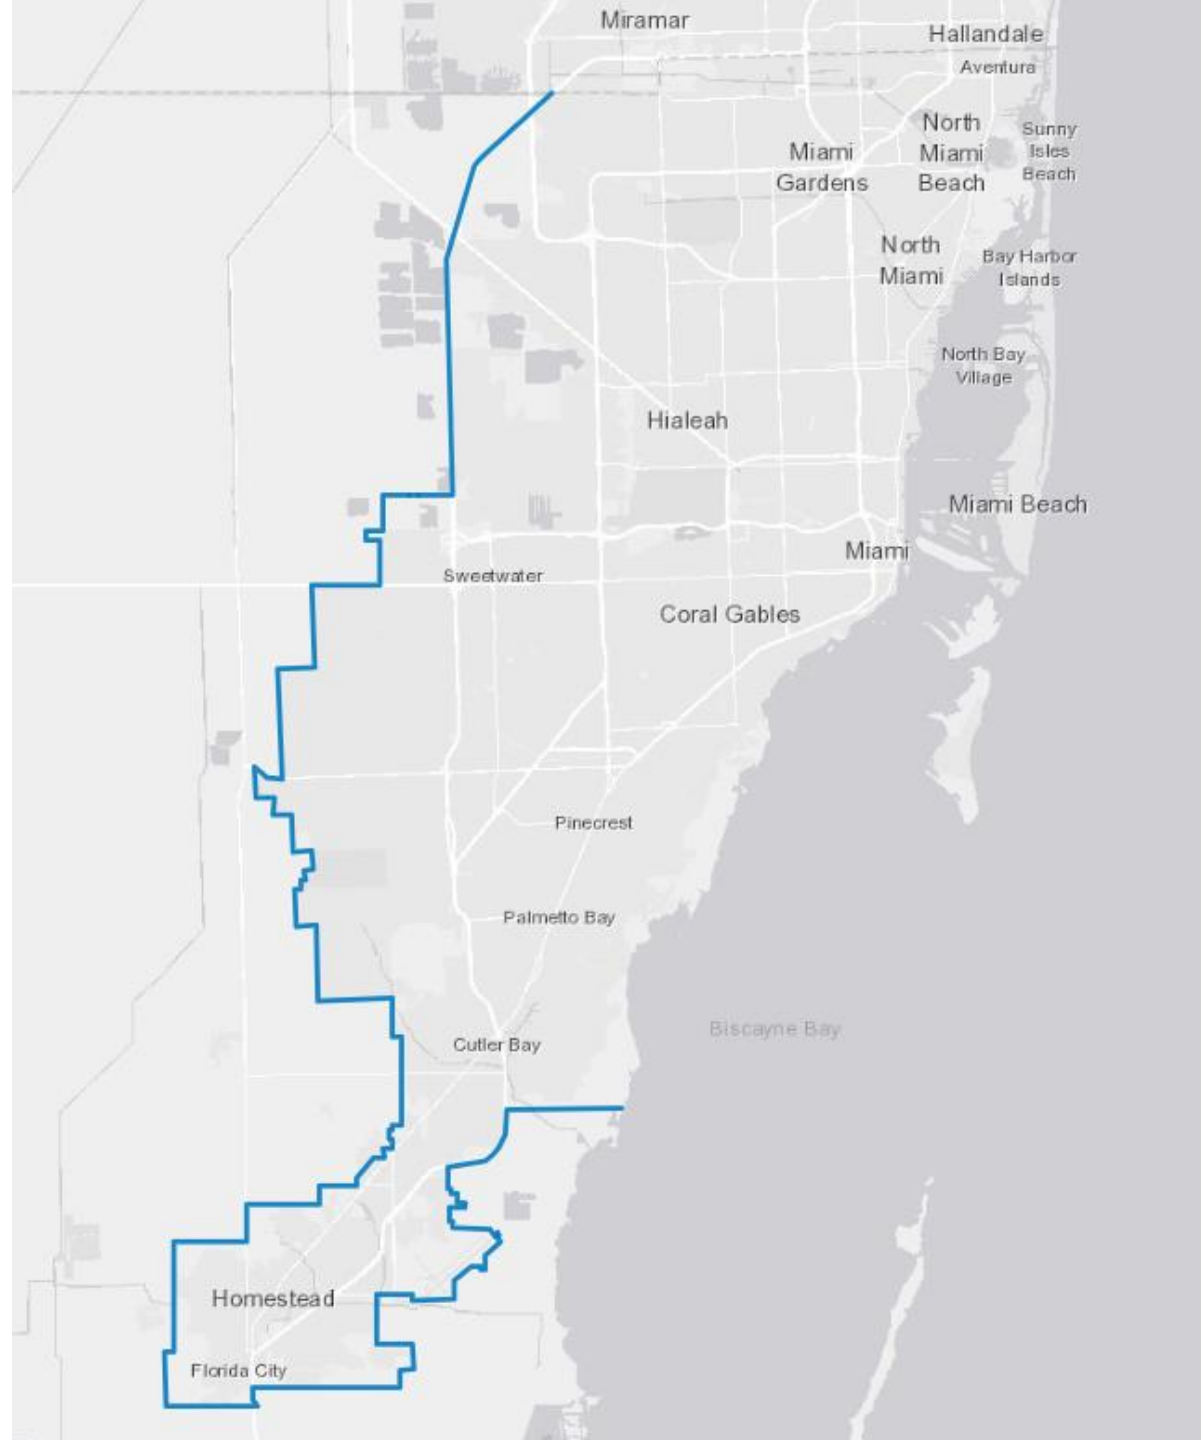 Miramar
Hallandale
Aventura
North
Miami
Beach
Sunny
Isles
Beach
Miami
Gardens
North
Miami
Bay Harbor
Islands
North Bay
Village
Hialeah
Miami Beach
Miami
Sweetwater
Coral Gables
Pinecrest
Palmetto Bay
Biscayne Bay
Cutler Bay
Homestead
Florida City